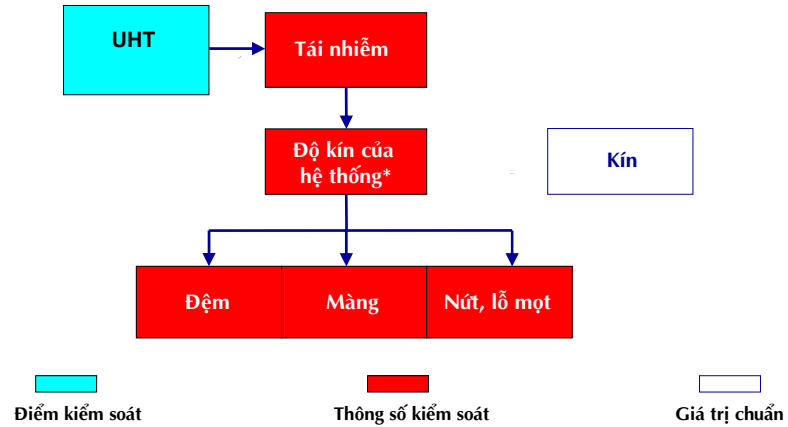 UHT
Tái nhiễm
Độ kín của
hệ thống*
Kín
Đệm
Màng
Nứt, lỗ mọt
Điểm kiểm soát
Thông số kiểm soát
Giá trị chuẩn